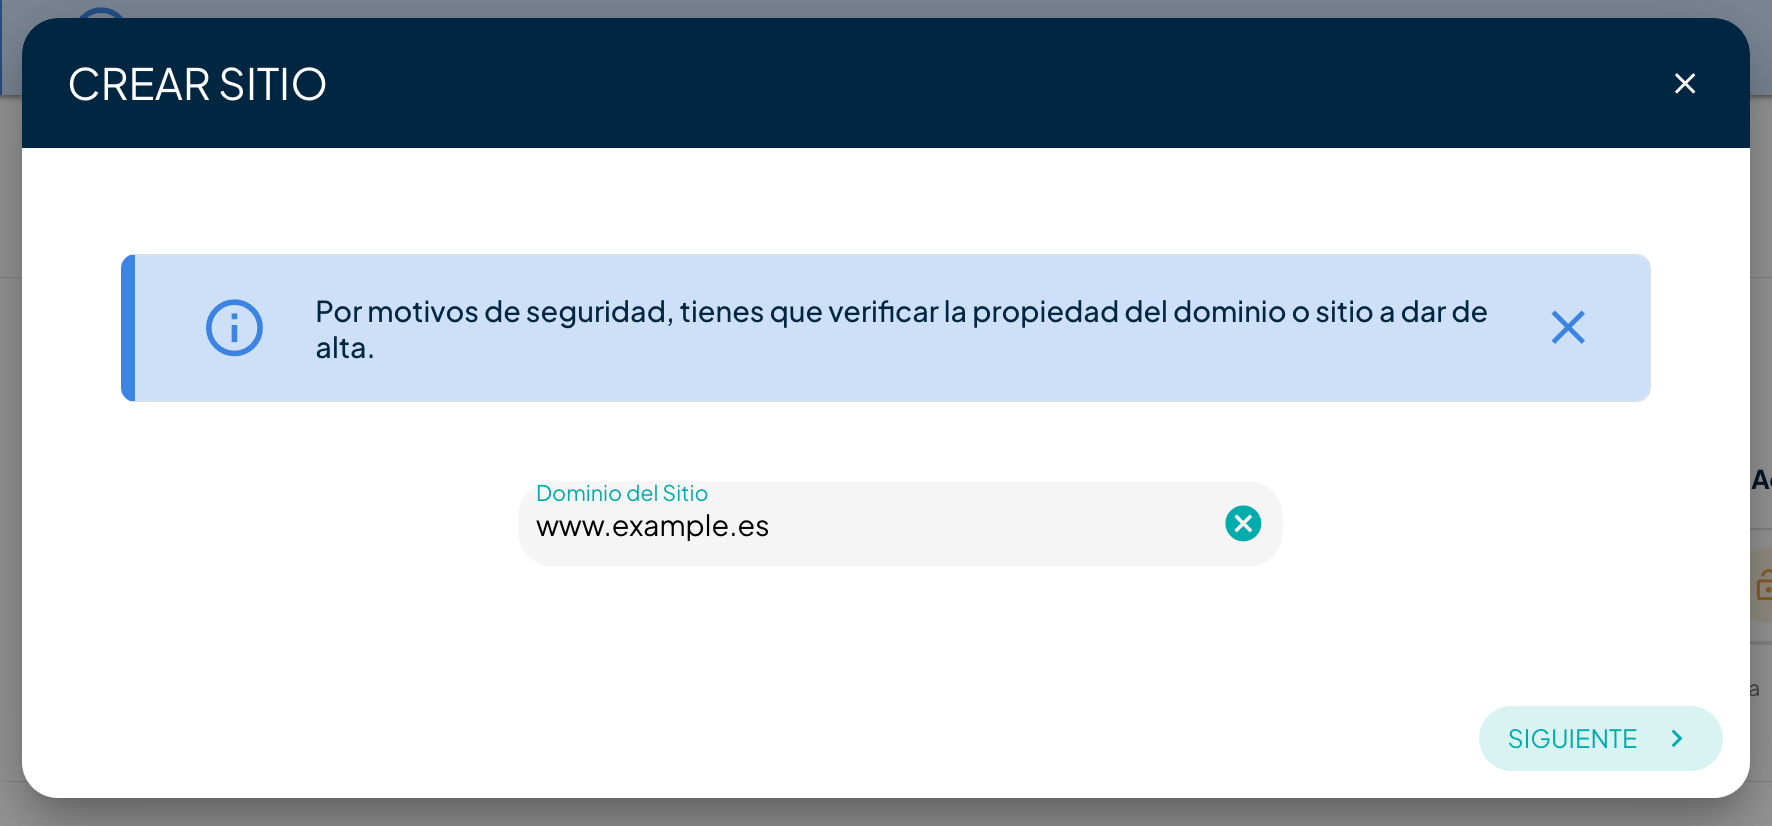 CREAR SITIO
Por motivos de seguridad, tienes que verificar la propiedad del dominio o sitio a dar de
alta.
Dominio del Sitio
www.example.es
SIGUIENTE